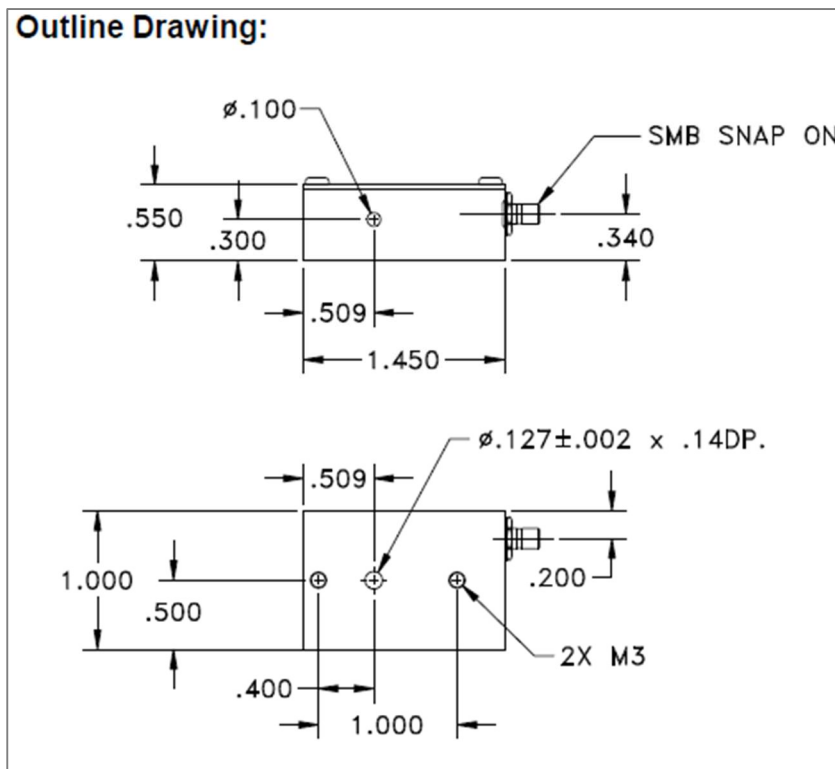 Outline Drawing:
ø.100
SMB SNAP ON
.550
.300
.340
.509
1.450
ø.127±.002 x .14DP.
.509
1.000
.500
.200
2X M3
.400
1.000